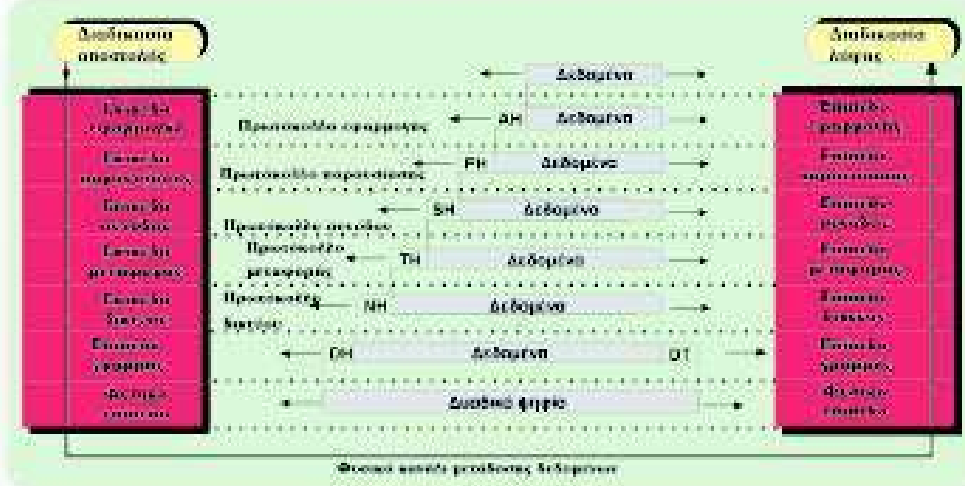 Διαδικασία
αποστολής
Διαδικασία
λήψης
Δεδομένα
Επίπεδο
εφαρμογής
Πρωτόκολλο εφαρμογής
AH Δεδομένα
Επίπεδο
εφαρμογής
Επίπεδο
παρουσίασης
Πρωτόκολλο παρουσίασης
PH Δεδομένα
Επίπεδο
παρουσίασης
Επίπεδο
συνόδου
Πρωτόκολλο συνόδου
SH Δεδομένα
Επίπεδο
συνόδου
Επίπεδο
μεταφοράς
Πρωτόκολλο
μεταφοράς
TH Δεδομένα
Επίπεδο
μεταφοράς
Επίπεδο
δικτύου
Πρωτόκολλο
δικτύου
NH Δεδομένα
Επίπεδο
δικτύου
Επίπεδο
γραμμής
DH Δεδομένα DT
Επίπεδο
γραμμής
Φυσικό
επίπεδο
Δυαδικά ψηφία
Φυσικό
επίπεδο
Φυσικό κανάλι μετάδοσης δεδομένων